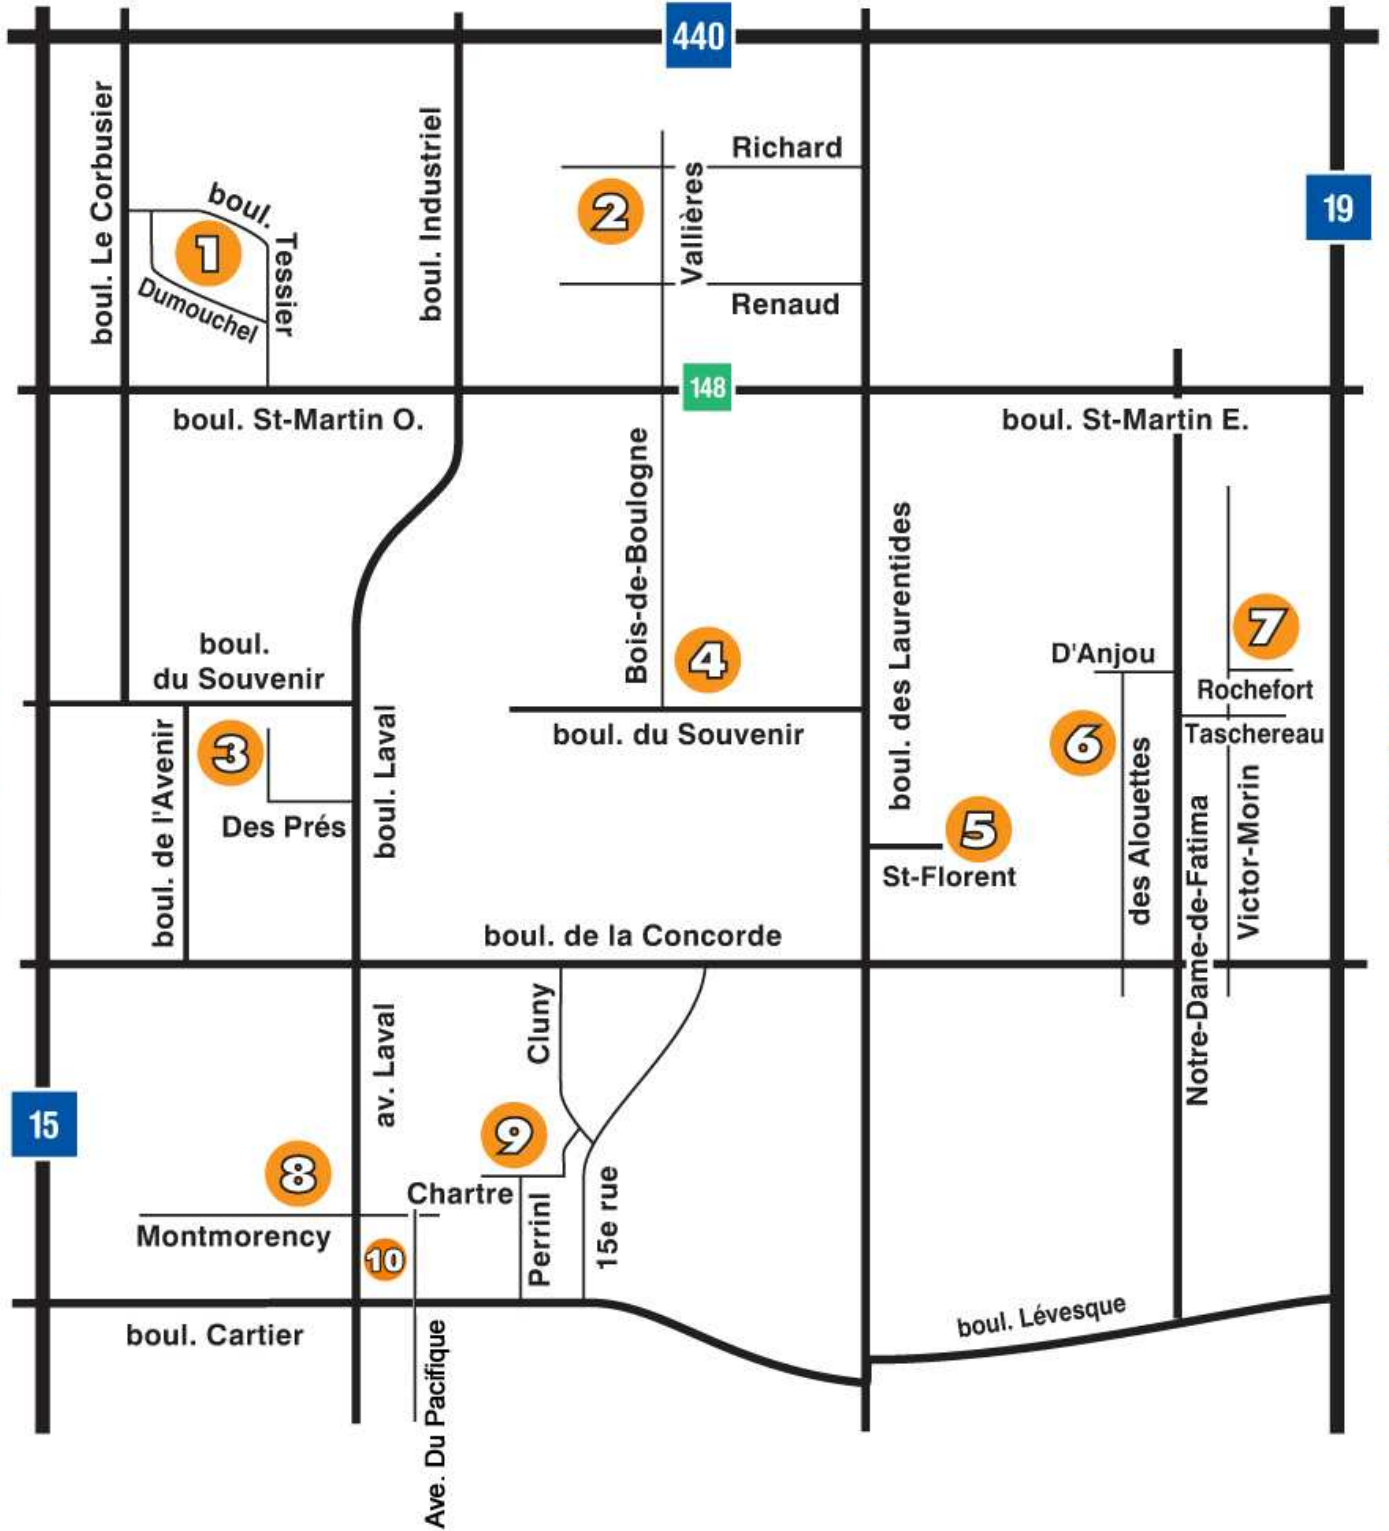 440
boul. Le Corbusier
boul. Industriel
Richard
Vallières
2
19
boul.
Tessier
1
Dumouchel
Renaud
148
boul. St-Martin O.
boul. St-Martin E.
Bois-de-Boulogne
boul. des Laurentides
7
boul.
du Souvenir
4
D'Anjou
Rochefort
3
boul. de l'Avenir
boul. Laval
boul. du Souvenir
6
Taschereau
des Alouettes
Victor-Morin
Des Prés
5
St-Florent
Notre-Dame-de-Fatima
boul. de la Concorde
Cluny
av. Laval
15
9
8
Chartre
Perrinl
15e rue
Montmorency
10
boul. Cartier
boul. Lévesque
Ave. Du Pacifique